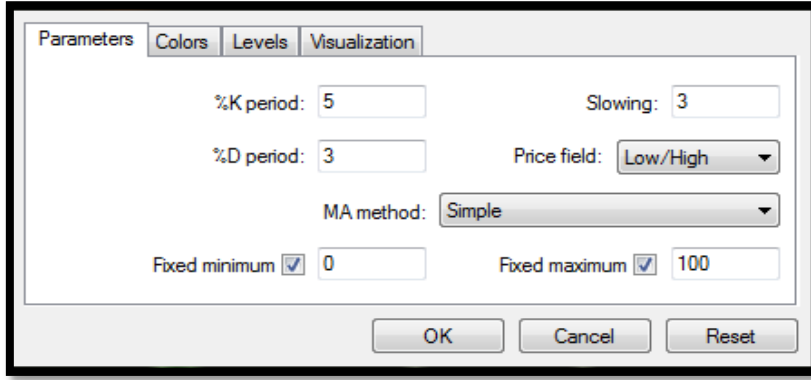 Parameters Colors Levels Visualization
%K period: 5 Slowing: 3
%D period: 3 Price field: Low/High
MA method: Simple
Fixed minimum 0 Fixed maximum 100
OK Cancel Reset